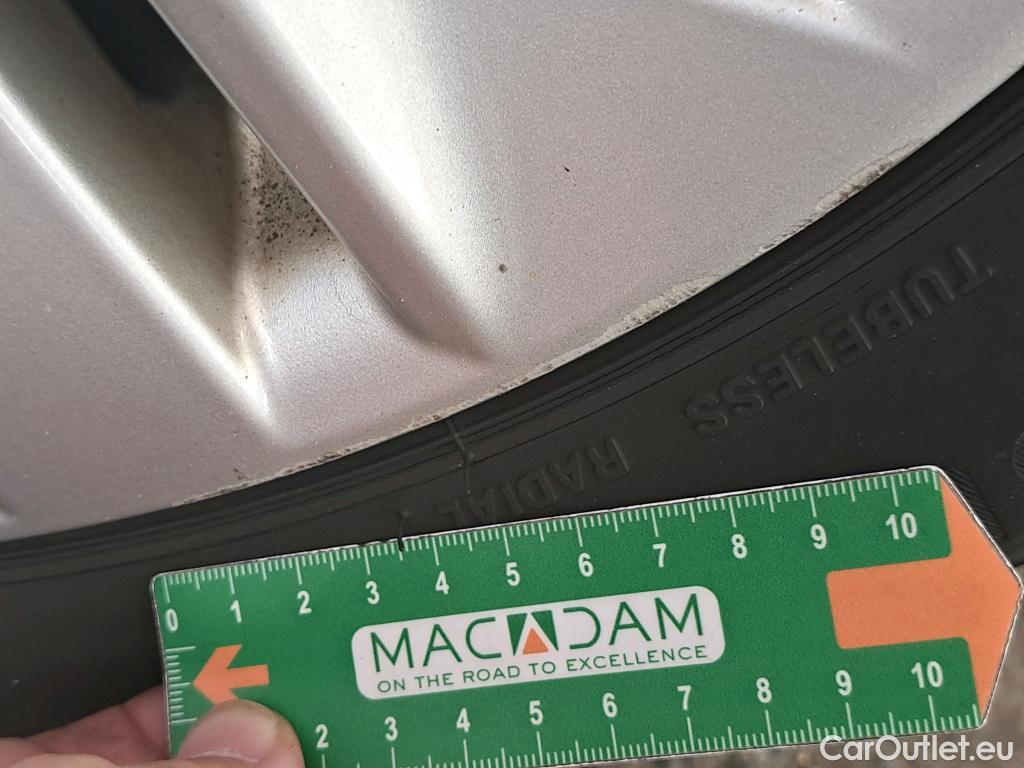 TUBELESS
RADIAL
0 1 2 3 4 5 6 7 8 9 10
MACADAM
ON THE ROAD TO EXCELLENCE
2 3 4 5 6 7 8 9 10
CarOutlet.eu